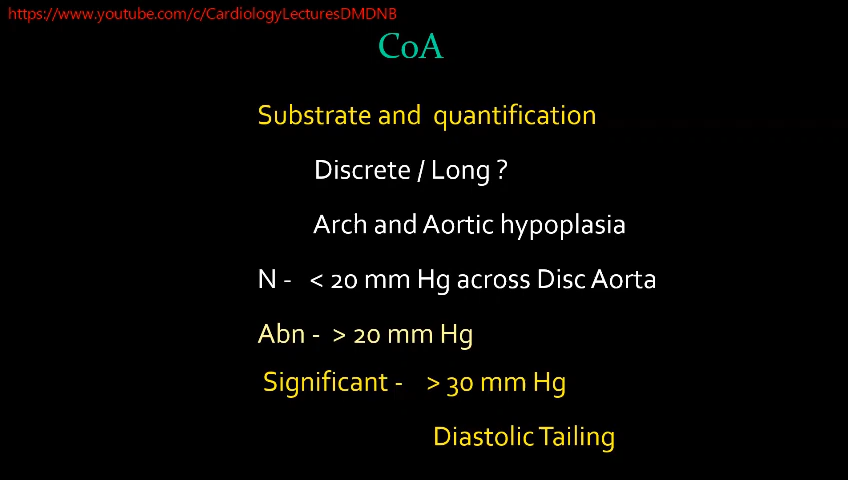 https://www.youtube.com/c/CardiologyLecturesDMDNB
CoA
Substrate and quantification
Discrete / Long ?
Arch and Aortic hypoplasia
N - < 20 mm Hg across Disc Aorta
Abn - > 20 mm Hg
Significant - > 30 mm Hg
Diastolic Tailing